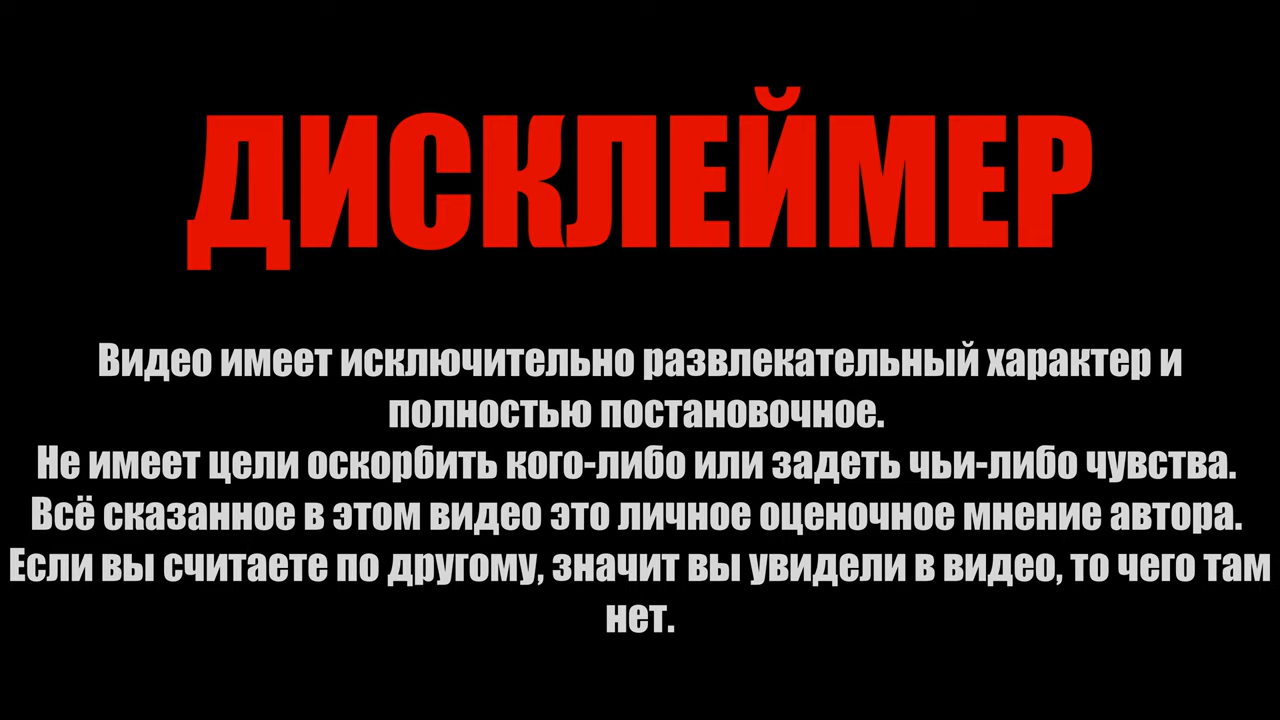 ДИСКЛЕЙМЕР
Видео имеет исключительно развлекательный характер и
полностью постановочное.
Не имеет цели оскорбить кого-либо или задеть чьи-либо чувства.
Всё сказанное в этом видео это личное оценочное мнение автора.
Если вы считаете по другому, значит вы увидели в видео, то чего там
нет.